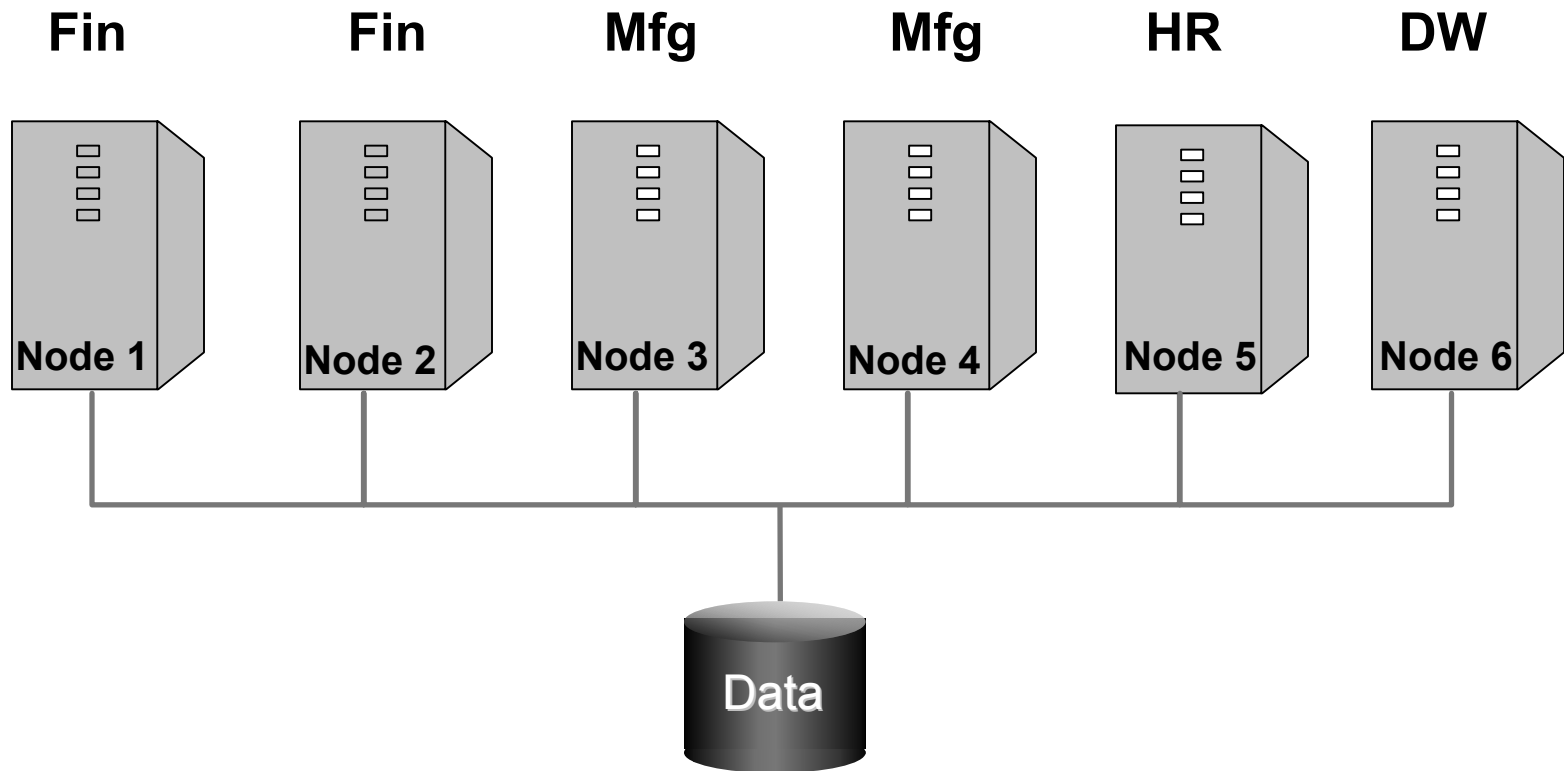 Fin Fin Mfg Mfg HR DW
Node 1 Node 2 Node 3 Node 4 Node 5 Node 6
Data